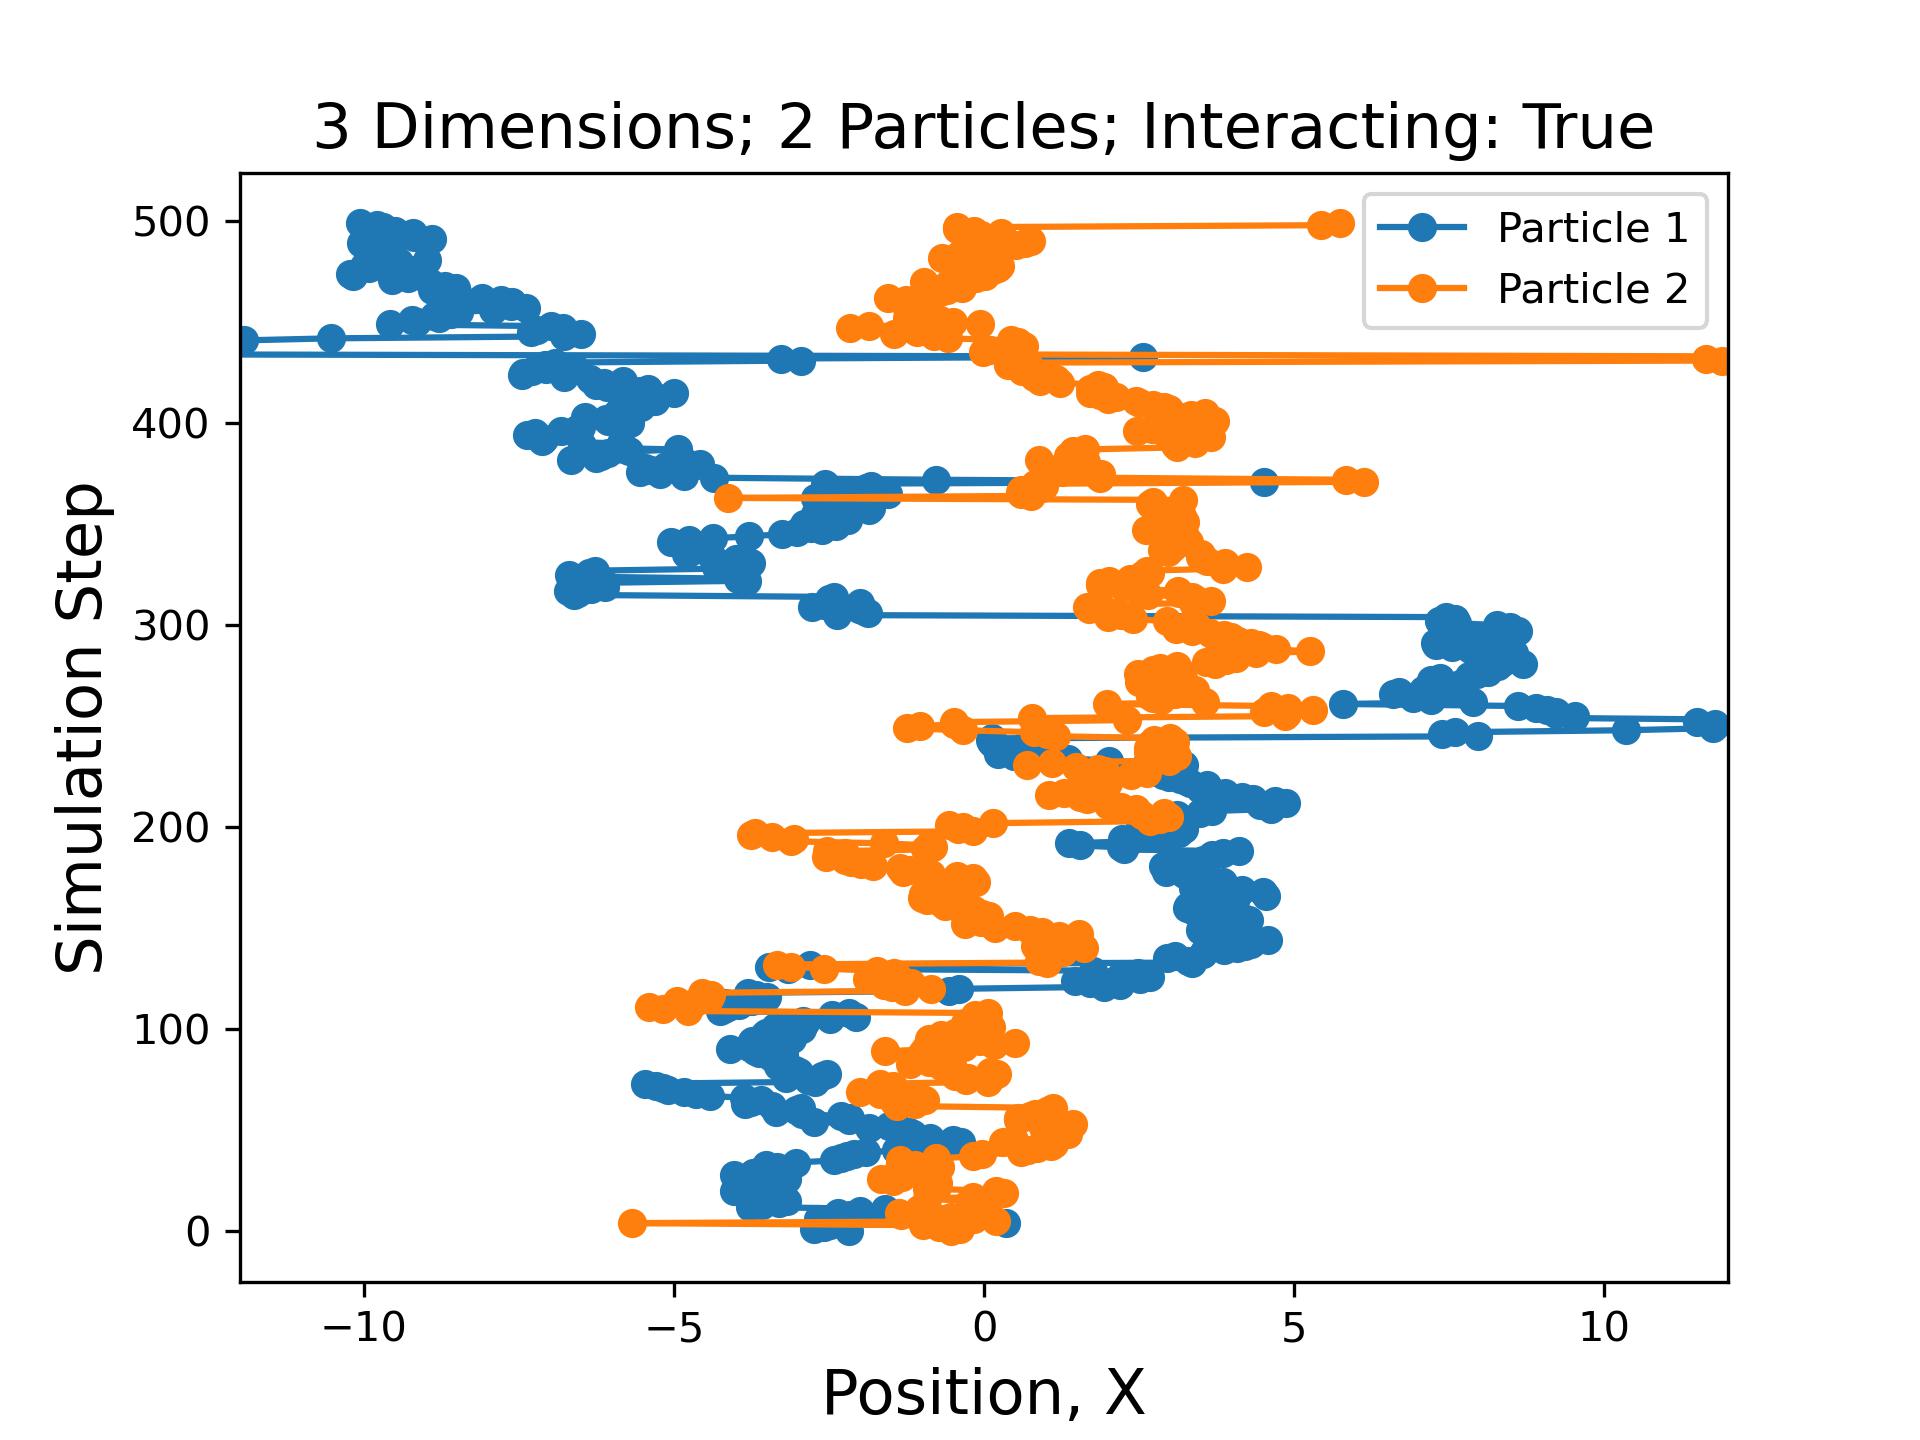 3 Dimensions; 2 Particles; Interacting: True
Particle 1
Particle 2
Simulation Step
500
400
300
200
100
0
−10
−5
0
5
10
Position, X